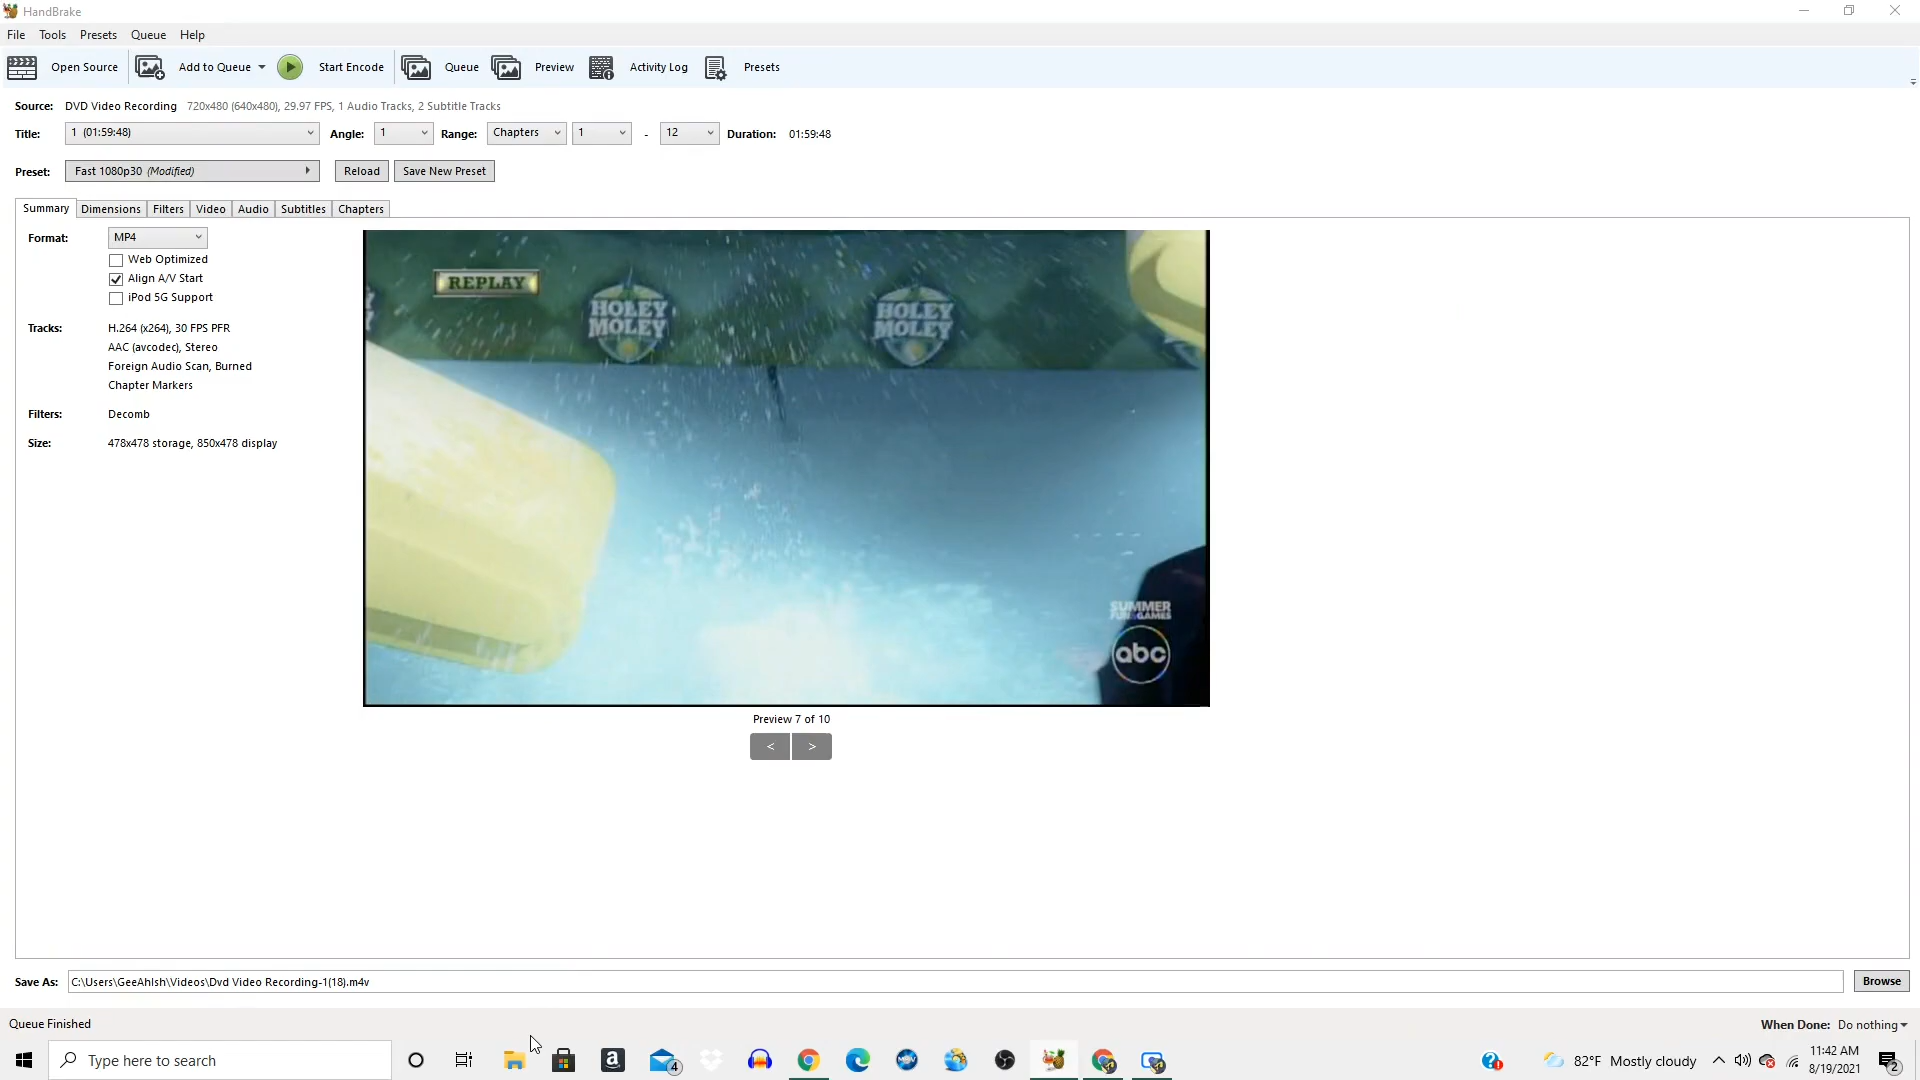 HandBrake
File Tools Presets Queue Help
Open Source Add to Queue Start Encode Queue Preview Activity Log Presets
Source: DVD Video Recording 720x480 (640x480), 29.97 FPS, 1 Audio Tracks, 2 Subtitle Tracks
Title: 1 (01:59:48) Angle: 1 Range: Chapters 1 - 12 Duration: 01:59:48
Preset: Fast 1080p30 (Modified) Reload Save New Preset
Summary Dimensions Filters Video Audio Subtitles Chapters
Format: MP4
Web Optimized
Align A/V Start
iPod 5G Support
Tracks: H.264 (x264), 30 FPS PFR
AAC (avcodec), Stereo
Foreign Audio Scan, Burned
Chapter Markers
Filters: Decomb
Size: 478x478 storage, 850x478 display
REPLAY
HOLEY
MOLEY
HOLEY
MOLEY
SUMMER
FUN & GAMES
abc
Preview 7 of 10
< >
Save As: C:\Users\GeeAhlsh\Videos\Dvd Video Recording-1(18).m4v Browse
Queue Finished When Done: Do nothing
Type here to search 4 82°F Mostly cloudy 11:42 AM
8/19/2021 2